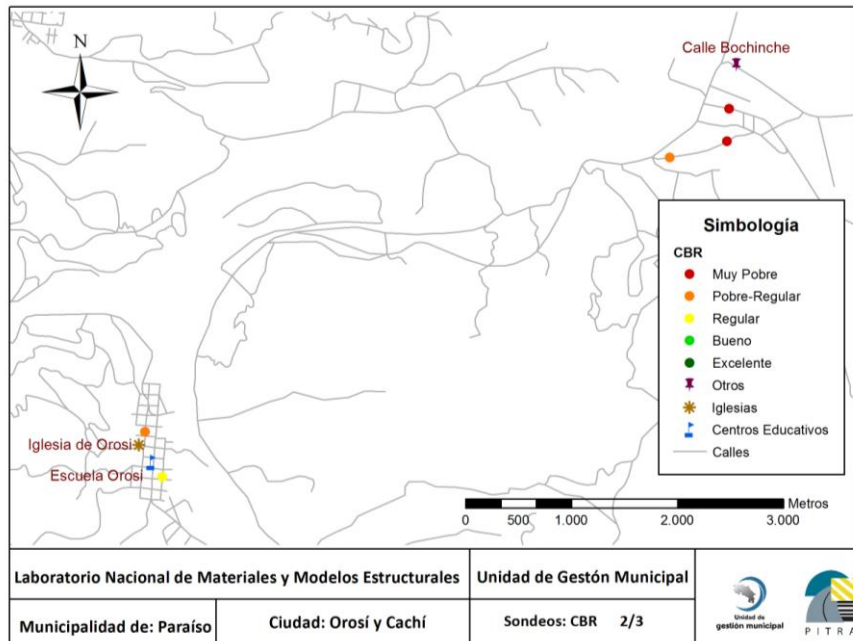 N
Calle Bochinche
Simbología
CBR
Muy Pobre
Pobre-Regular
Regular
Bueno
Excelente
Otros
Iglesias
Centros Educativos
Calles
Iglesia de Orosi
Escuela Orosi
Metros
0 500 1.000 2.000 3.000
Laboratorio Nacional de Materiales y Modelos Estructurales
Unidad de Gestión Municipal
Municipalidad de: Paraíso
Ciudad: Orosí y Cachí
Sondeos: CBR 2/3
Unidad de
gestión municipal
PITRA